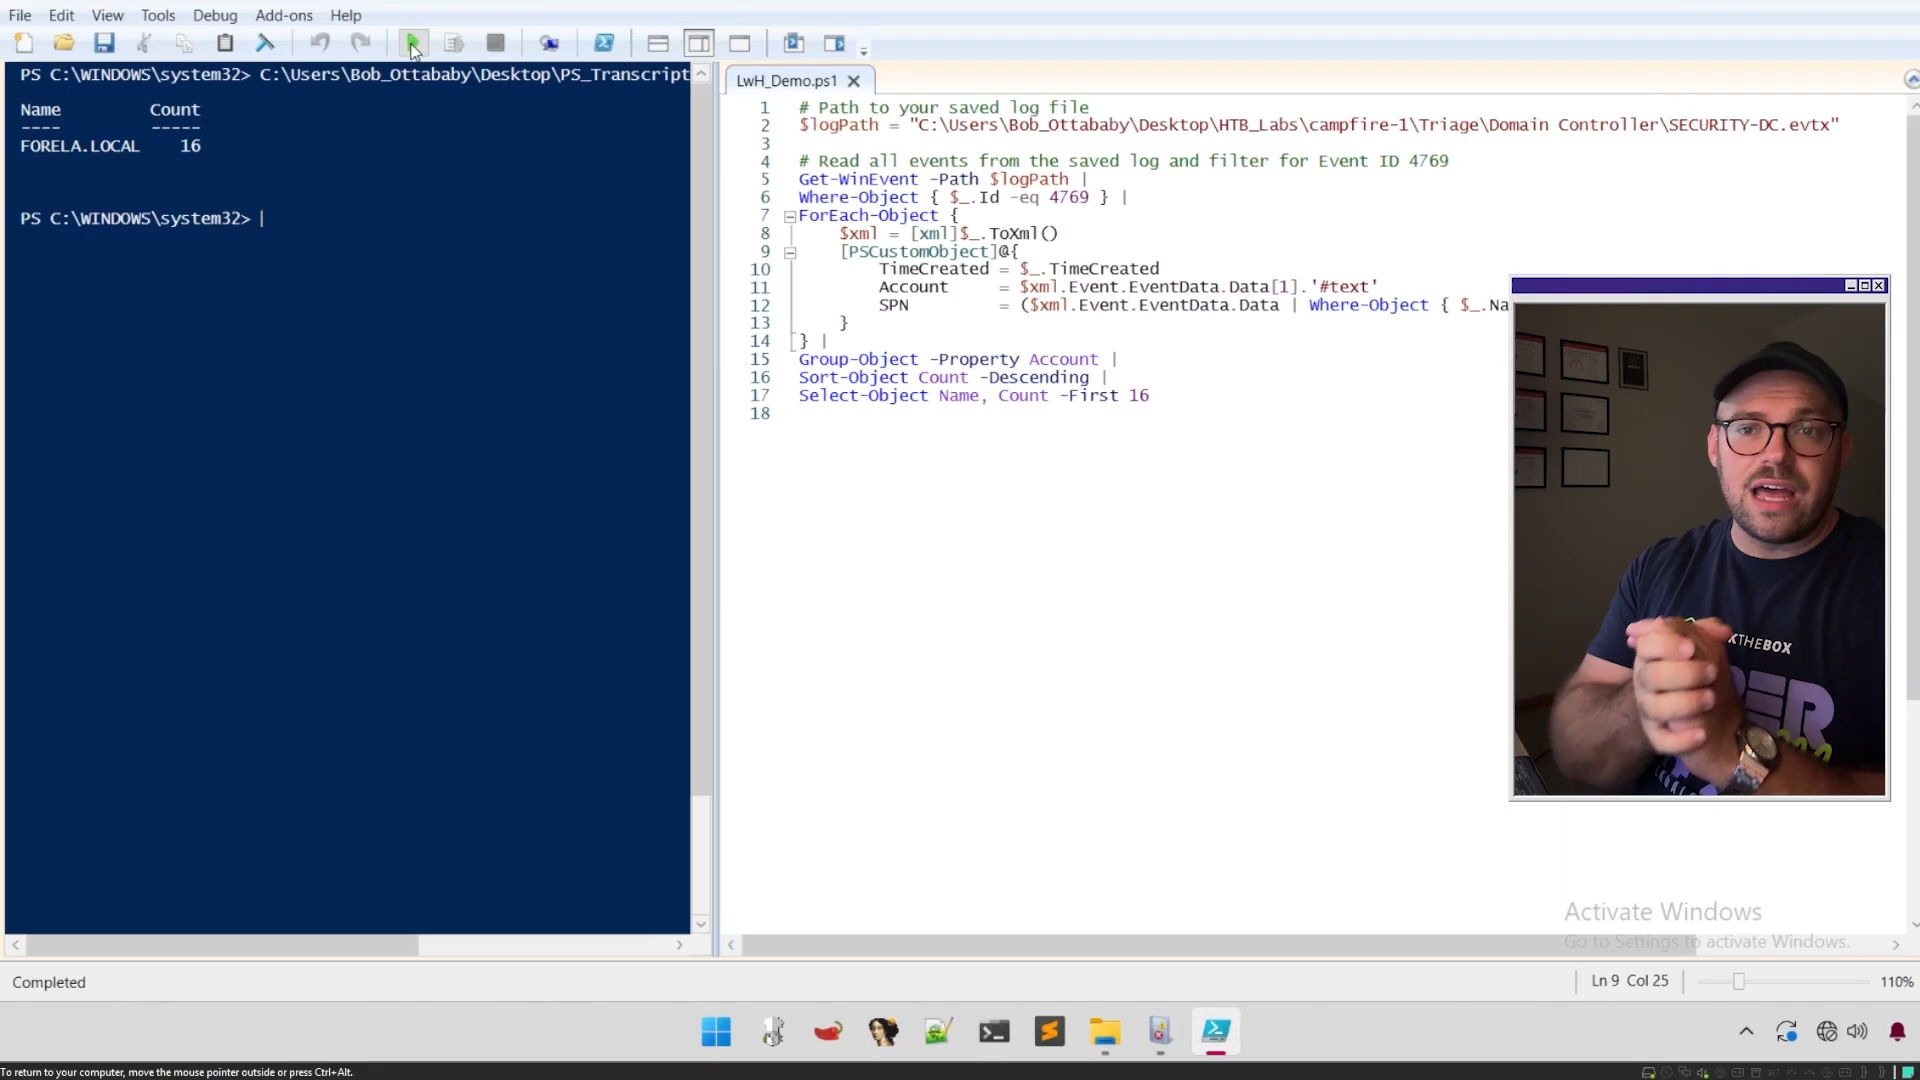 File Edit View Tools Debug Add-ons Help
PS C:\WINDOWS\system32> C:\Users\Bob_Ottababy\Desktop\PS_Transcript
Name Count
---- -----
FORELA.LOCAL 16
PS C:\WINDOWS\system32>
LwH_Demo.ps1
1 # Path to your saved log file
2 $logPath = "C:\Users\Bob_Ottababy\Desktop\HTB_Labs\campfire-1\Triage\Domain Controller\SECURITY-DC.evtx"
3
4 # Read all events from the saved log and filter for Event ID 4769
5 Get-WinEvent -Path $logPath |
6 Where-Object { $_.Id -eq 4769 } |
7 ForEach-Object {
8 $xml = [xml]$_.ToXml()
9 [PSCustomObject]@{
10 TimeCreated = $_.TimeCreated
11 Account = $xml.Event.EventData.Data[1].'#text'
12 SPN = ($xml.Event.EventData.Data | Where-Object { $_.Na
13 }
14 } |
15 Group-Object -Property Account |
16 Sort-Object Count -Descending |
17 Select-Object Name, Count -First 16
18
KTHEBOX
Activate Windows
Go to Settings to activate Windows.
Completed
Ln 9 Col 25
110%
To return to your computer, move the mouse pointer outside or press Ctrl+Alt.